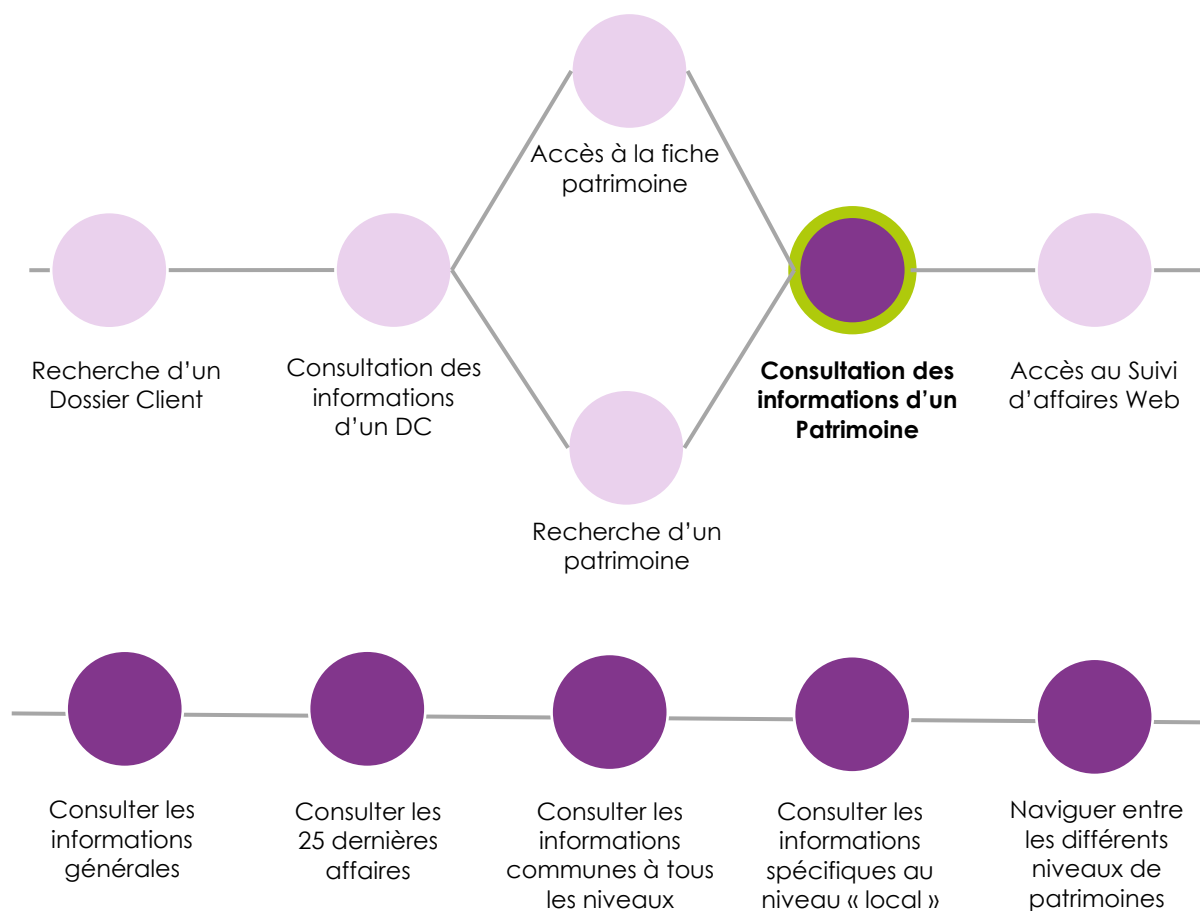 Accès à la fiche
patrimoine
Recherche d’un
Dossier Client
Consultation des
informations
d’un DC
Consultation des
informations d’un
Patrimoine
Accès au Suivi
d’affaires Web
Recherche d’un
patrimoine
Consulter les
informations
générales
Consulter les
25 dernières
affaires
Consulter les
informations
communes à tous
les niveaux
Consulter les
informations
spécifiques au
niveau « local »
Naviguer entre
les différents
niveaux de
patrimoines